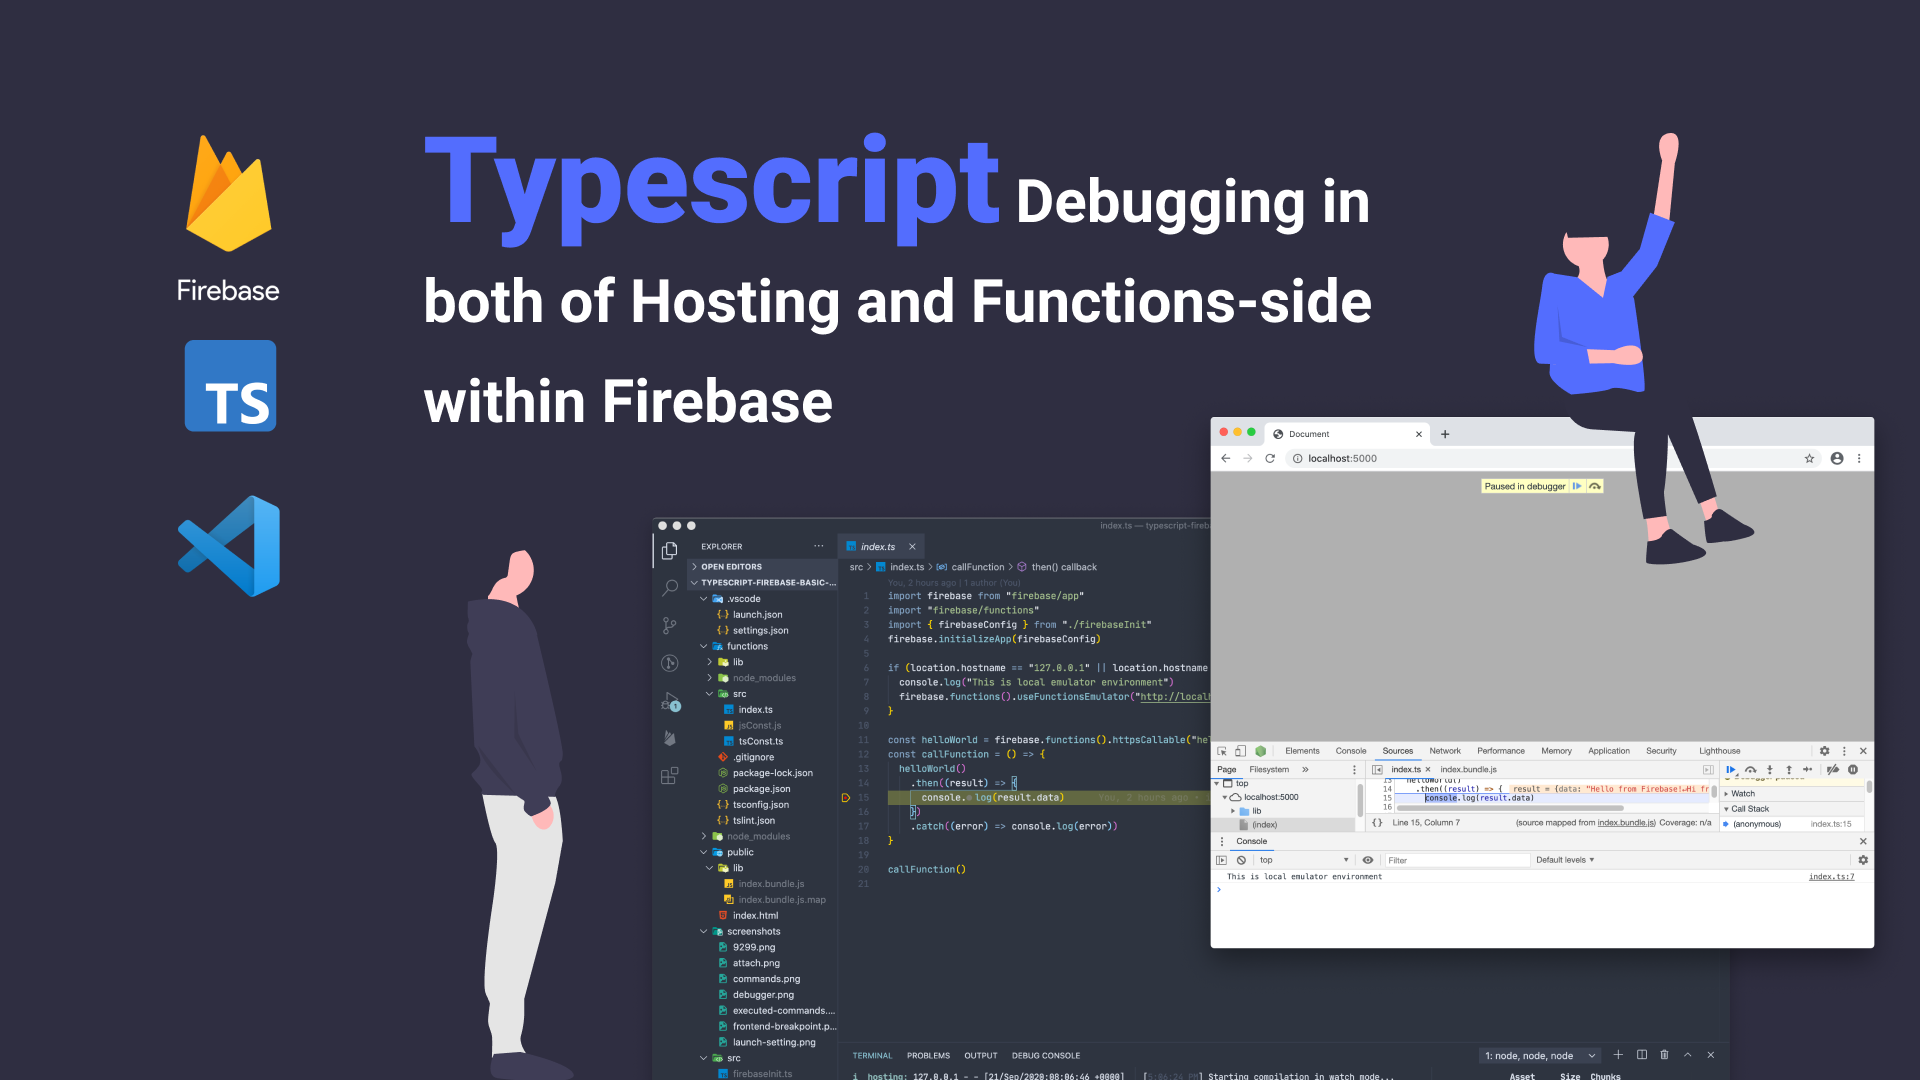 Firebase
TS
Typescript Debugging in
both of Hosting and Functions-side
within Firebase
index.ts — typescript-fireba
EXPLORER
OPEN EDITORS
TYPESCRIPT-FIREBASE-BASIC-...
.vscode
{..} launch.json
{..} settings.json
functions
lib
node_modules
src
index.ts
jsConst.js
tsConst.ts
.gitignore
package-lock.json
package.json
{..} tsconfig.json
{..} tslint.json
node_modules
public
lib
index.bundle.js
index.bundle.js.map
index.html
screenshots
9299.png
attach.png
commands.png
debugger.png
executed-commands....
frontend-breakpoint.p...
launch-setting.png
src
firebaseInit.ts
1
index.ts
src > index.ts > callFunction > then() callback
You, 2 hours ago | 1 author (You)
1 import firebase from "firebase/app"
2 import "firebase/functions"
3 import { firebaseConfig } from "./firebaseInit"
4 firebase.initializeApp(firebaseConfig)
5
6 if (location.hostname == "127.0.0.1" || location.hostname
7 console.log("This is local emulator environment")
8 firebase.functions().useFunctionsEmulator("http://localh
9 }
10
11 const helloWorld = firebase.functions().httpsCallable("hel
12 const callFunction = () => {
13 helloWorld()
14 .then((result) => {
15 console. log(result.data) You, 2 hours ago •
16 })
17 .catch((error) => console.log(error))
18 }
19
20 callFunction()
21
TERMINAL PROBLEMS OUTPUT DEBUG CONSOLE
1: node, node, node
i hosting: 127.0.0.1 - - [21/Sep/2020:08:06:46 +0000]
[5:06:24 PM] Starting compilation in watch mode...
Asset Size Chunks
Document
localhost:5000
Paused in debugger
Elements Console Sources Network Performance Memory Application Security Lighthouse
Page Filesystem »
index.ts × index.bundle.js
top
localhost:5000
lib
(index)
13 helloWorld()
14 .then((result) => { result = {data: "Hello from Firebase!↵Hi fr
15 console.log(result.data)
16
{} Line 15, Column 7 (source mapped from index.bundle.js) Coverage: n/a
Watch
Call Stack
(anonymous) index.ts:15
Console
top Filter Default levels
This is local emulator environment index.ts:7